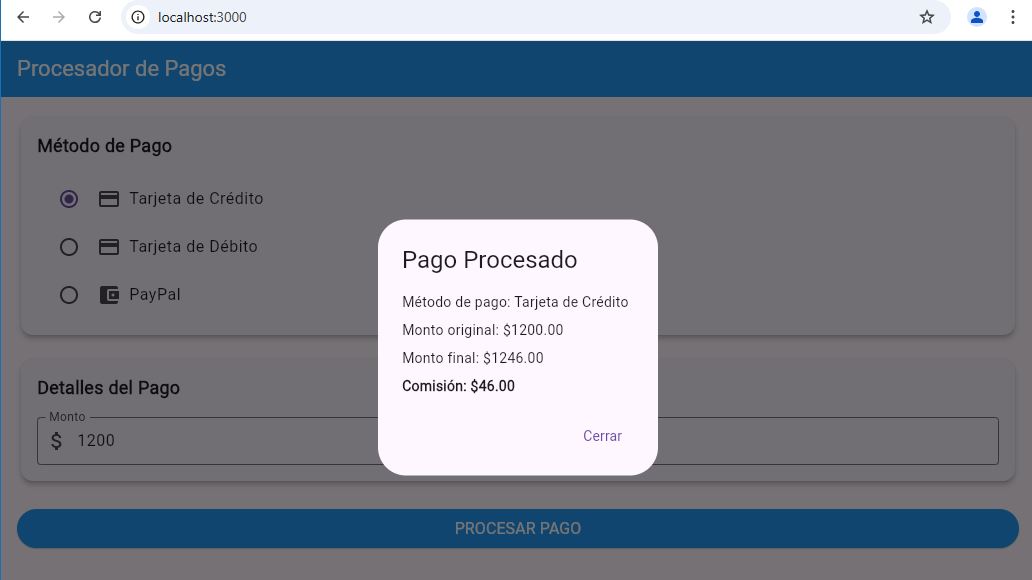 localhost:3000
Procesador de Pagos
Método de Pago
Tarjeta de Crédito
Tarjeta de Débito
PayPal
Pago Procesado
Método de pago: Tarjeta de Crédito
Monto original: $1200.00
Monto final: $1246.00
Comisión: $46.00
Cerrar
Detalles del Pago
Monto
$ 1200
PROCESAR PAGO